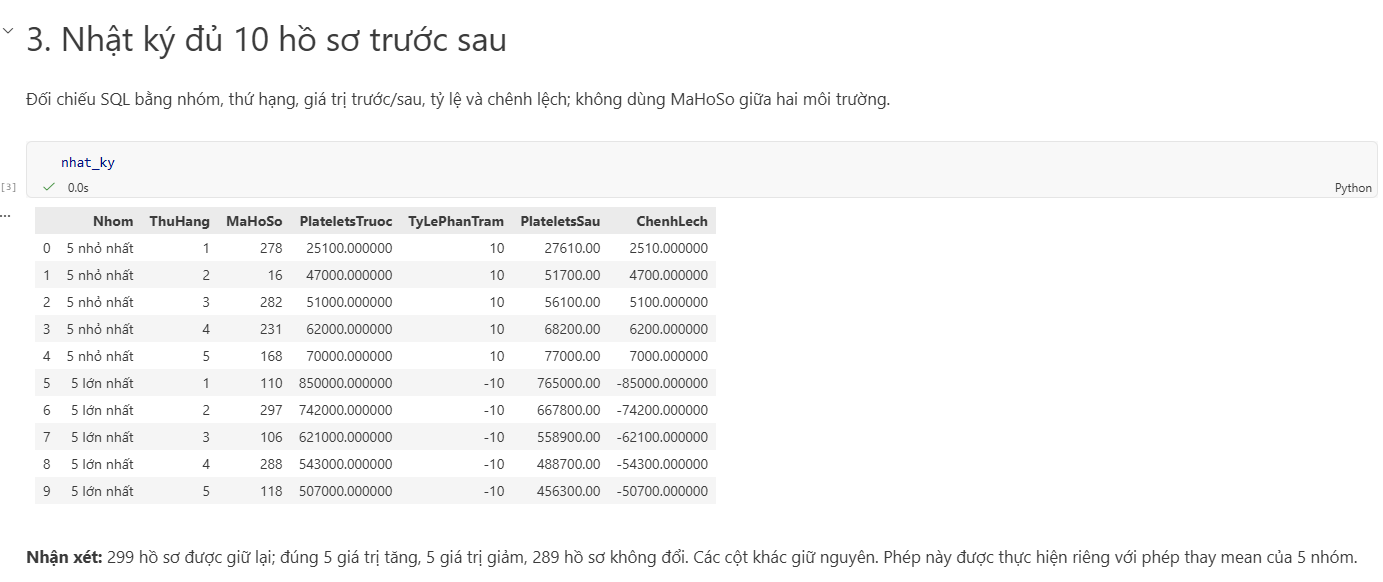 3. Nhật ký đủ 10 hồ sơ trước sau
Đối chiếu SQL bằng nhóm, thứ hạng, giá trị trước/sau, tỷ lệ và chênh lệch; không dùng MaHoSo giữa hai môi trường.
nhat_ky
[3] 0.0s Python
...
Nhom ThuHang MaHoSo PlateletsTruoc TyLePhanTram PlateletsSau ChenhLech
0 5 nhỏ nhất 1 278 25100.000000 10 27610.00 2510.000000
1 5 nhỏ nhất 2 16 47000.000000 10 51700.00 4700.000000
2 5 nhỏ nhất 3 282 51000.000000 10 56100.00 5100.000000
3 5 nhỏ nhất 4 231 62000.000000 10 68200.00 6200.000000
4 5 nhỏ nhất 5 168 70000.000000 10 77000.00 7000.000000
5 5 lớn nhất 1 110 850000.000000 -10 765000.00 -85000.000000
6 5 lớn nhất 2 297 742000.000000 -10 667800.00 -74200.000000
7 5 lớn nhất 3 106 621000.000000 -10 558900.00 -62100.000000
8 5 lớn nhất 4 288 543000.000000 -10 488700.00 -54300.000000
9 5 lớn nhất 5 118 507000.000000 -10 456300.00 -50700.000000
Nhận xét: 299 hồ sơ được giữ lại; đúng 5 giá trị tăng, 5 giá trị giảm, 289 hồ sơ không đổi. Các cột khác giữ nguyên. Phép này được thực hiện riêng với phép thay mean của 5 nhóm.